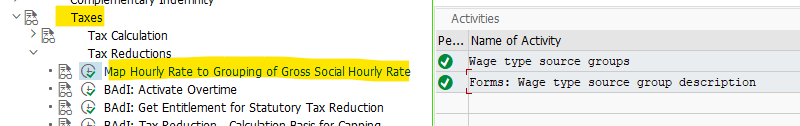 Complementary Indemnity
Taxes
Tax Calculation
Tax Reductions
Map Hourly Rate to Grouping of Gross Social Hourly Rate
BAdI: Activate Overtime
BAdI: Get Entitlement for Statutory Tax Reduction
BAdI: Tax Reduction - Calculation Basis for Capping
Activities
Pe... Name of Activity
Wage type source groups
Forms: Wage type source group description